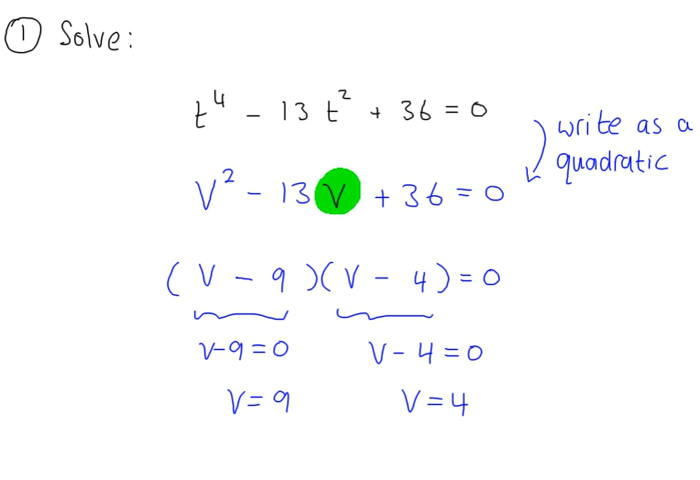 ① Solve:
t⁴ - 13 t² + 36 = 0
write as a
quadratic
V² - 13 V + 36 = 0
( V - 9 )( V - 4 ) = 0
V-9=0 V-4=0
V=9 V=4